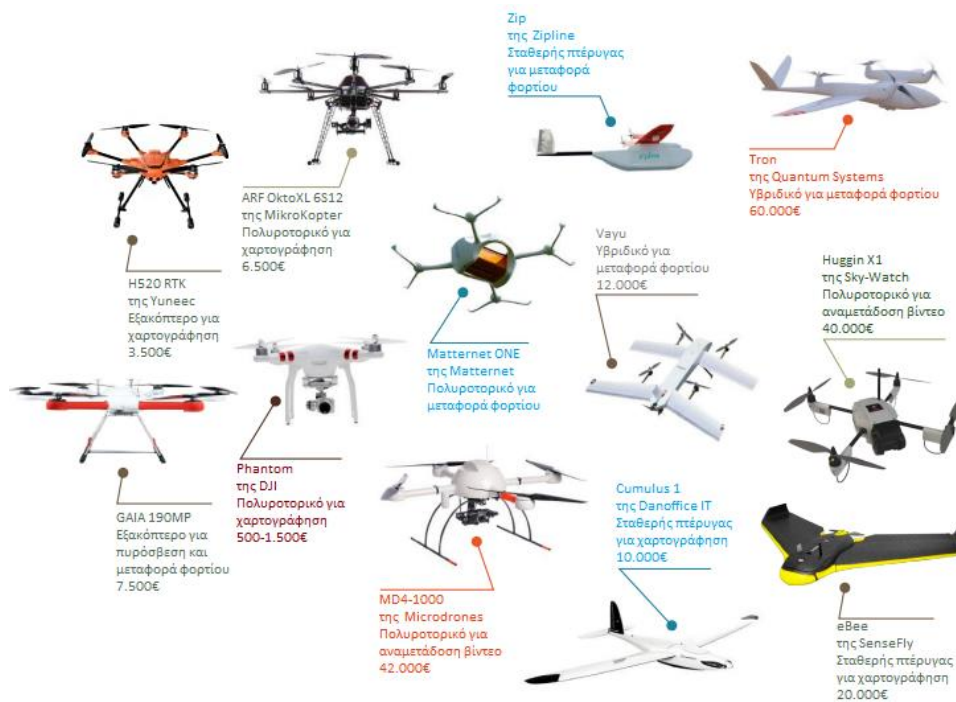 Zip
της Zipline
Σταθερής πτέρυγας
για μεταφορά
φορτίου
zipline
Tron
της Quantum Systems
Υβριδικό για μεταφορά φορτίου
60.000€
ARF OktoXL 6S12
της MikroKopter
Πολυροτορικό για
χαρτογράφηση
6.500€
Vayu
Υβριδικό για
μεταφορά φορτίου
12.000€
Huggin X1
της Sky-Watch
Πολυροτορικό για
αναμετάδοση βίντεο
40.000€
H520 RTK
της Yuneec
Εξακόπτερο για
χαρτογράφηση
3.500€
Matternet ONE
της Matternet
Πολυροτορικό για
μεταφορά φορτίου
Phantom
της DJI
Πολυροτορικό για
χαρτογράφηση
500-1.500€
Cumulus 1
της Danoffice IT
Σταθερής πτέρυγας
για χαρτογράφηση
10.000€
GAIA 190MP
Εξακόπτερο για
πυρόσβεση και
μεταφορά φορτίου
7.500€
MD4-1000
της Microdrones
Πολυροτορικό για
αναμετάδοση βίντεο
42.000€
eBee
της SenseFly
Σταθερής πτέρυγας
για χαρτογράφηση
20.000€